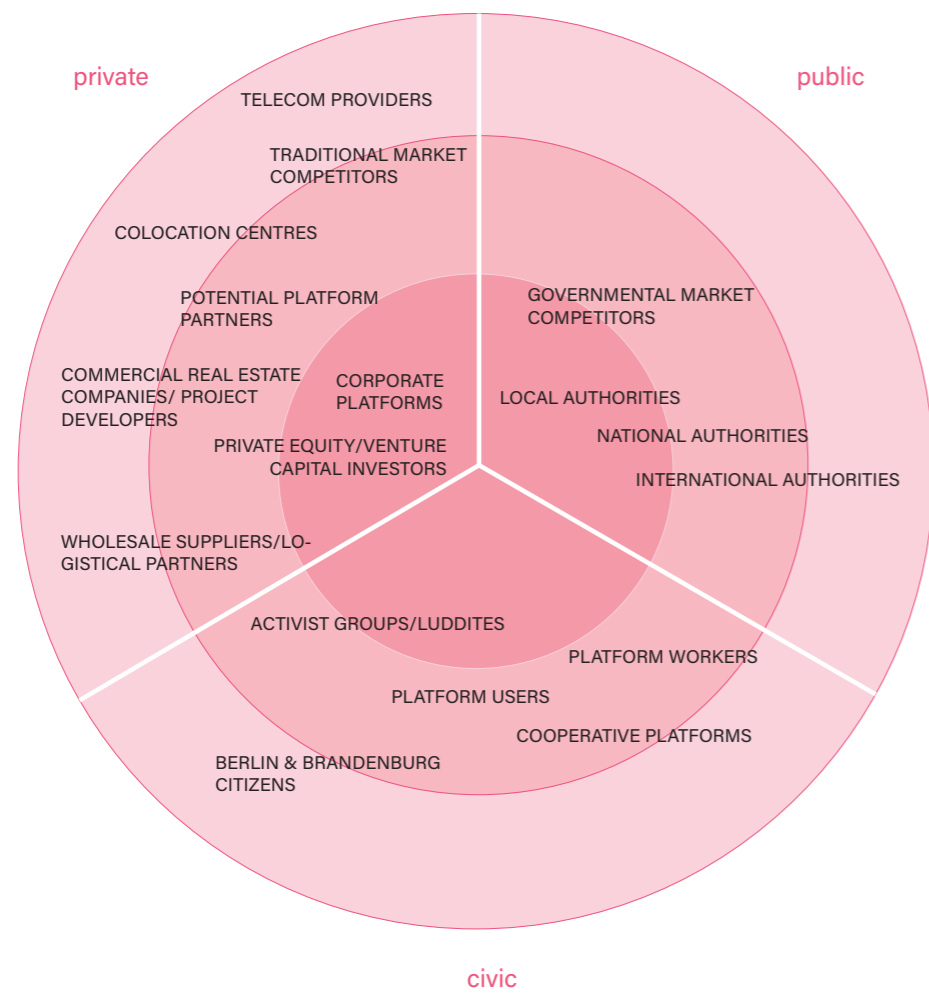 private
public
TELECOM PROVIDERS
TRADITIONAL MARKET
COMPETITORS
COLOCATION CENTRES
POTENTIAL PLATFORM
PARTNERS
GOVERNMENTAL MARKET
COMPETITORS
COMMERCIAL REAL ESTATE
COMPANIES/ PROJECT
DEVELOPERS
CORPORATE
PLATFORMS
LOCAL AUTHORITIES
PRIVATE EQUITY/VENTURE
CAPITAL INVESTORS
NATIONAL AUTHORITIES
INTERNATIONAL AUTHORITIES
WHOLESALE SUPPLIERS/LO-
GISTICAL PARTNERS
ACTIVIST GROUPS/LUDDITES
PLATFORM WORKERS
PLATFORM USERS
COOPERATIVE PLATFORMS
BERLIN & BRANDENBURG
CITIZENS
civic